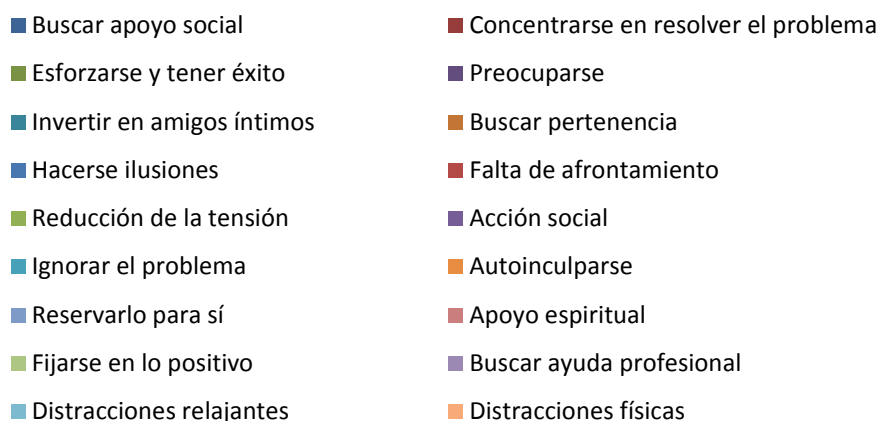 Buscar apoyo social Concentrarse en resolver el problema
Esforzarse y tener éxito Preocuparse
Invertir en amigos íntimos Buscar pertenencia
Hacerse ilusiones Falta de afrontamiento
Reducción de la tensión Acción social
Ignorar el problema Autoinculparse
Reservarlo para sí Apoyo espiritual
Fijarse en lo positivo Buscar ayuda profesional
Distracciones relajantes Distracciones físicas